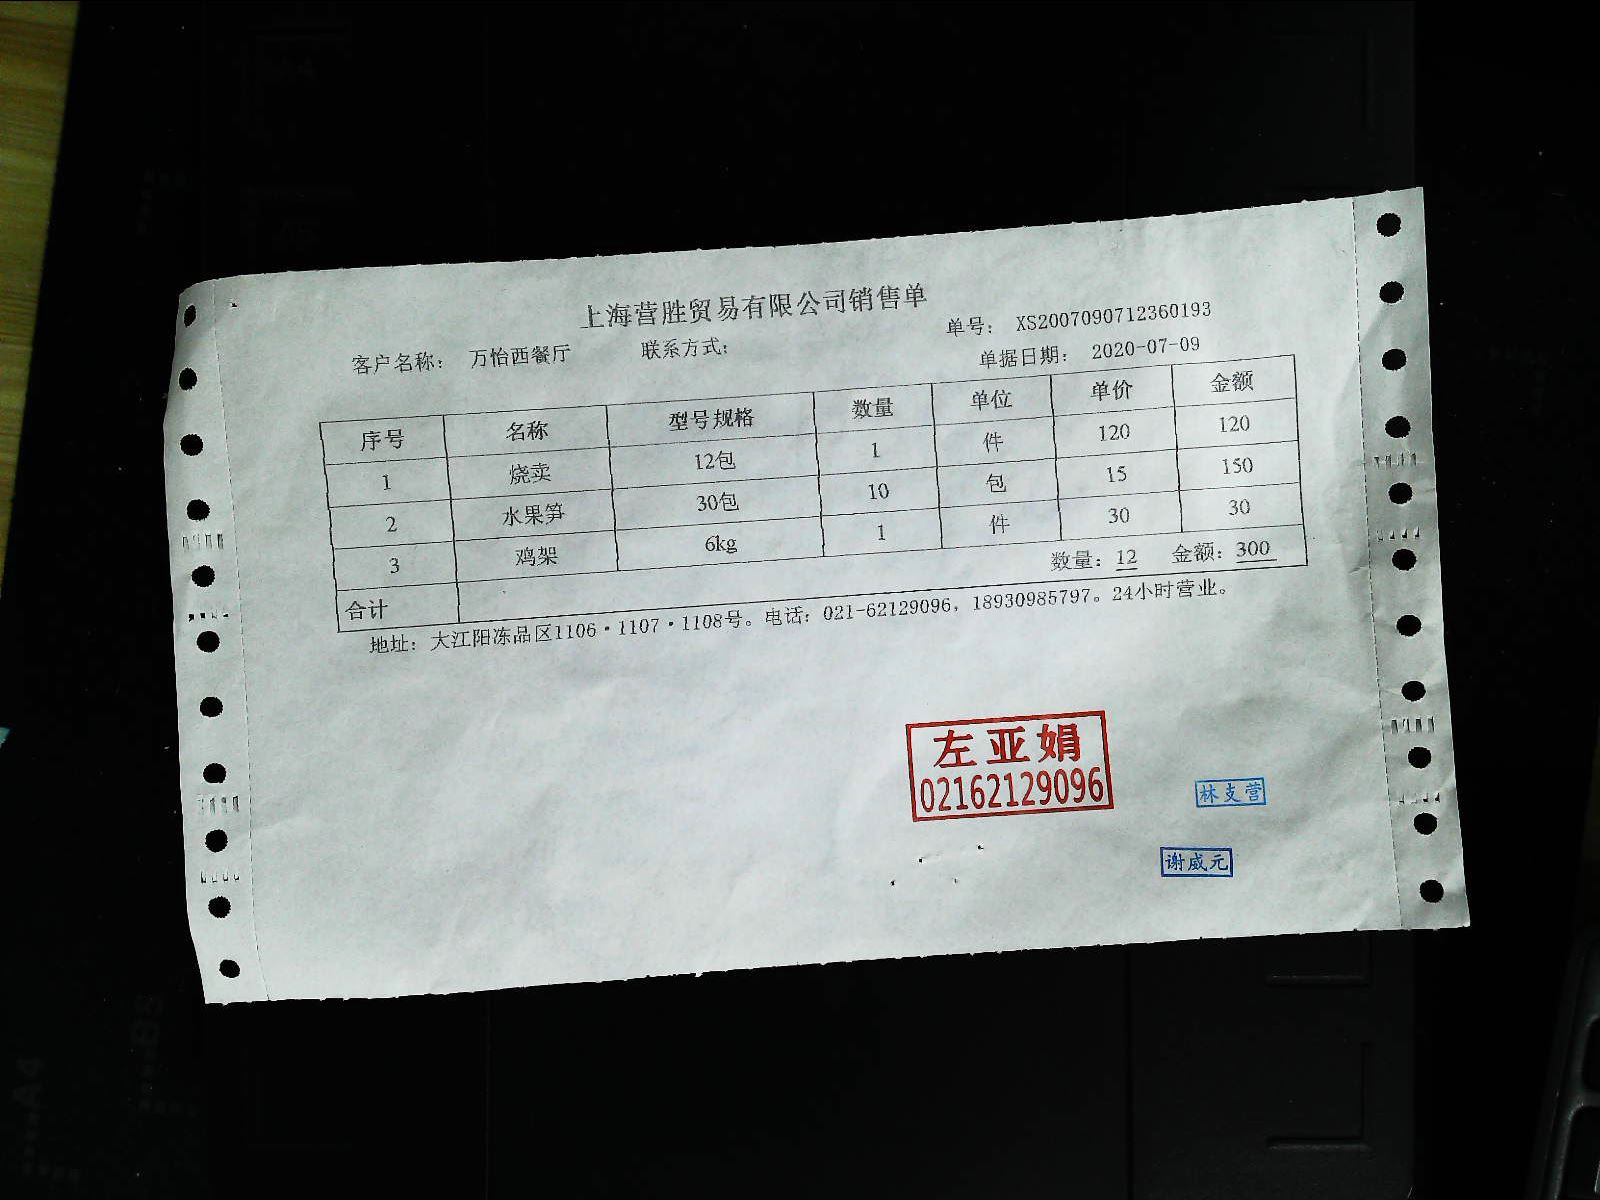 上海营胜贸易有限公司销售单
单号： XS2007090712360193
客户名称： 万怡西餐厅 联系方式： 单据日期： 2020-07-09
序号 名称 型号规格 数量 单位 单价 金额
1 烧卖 12包 1 件 120 120
2 水果笋 30包 10 包 15 150
3 鸡架 6kg 1 件 30 30
合计 数量：12 金额：300
地址： 大江阳冻品区1106·1107·1108号。电话：021-62129096，18930985797。24小时营业。
左亚娟
02162129096
林支营
谢威元